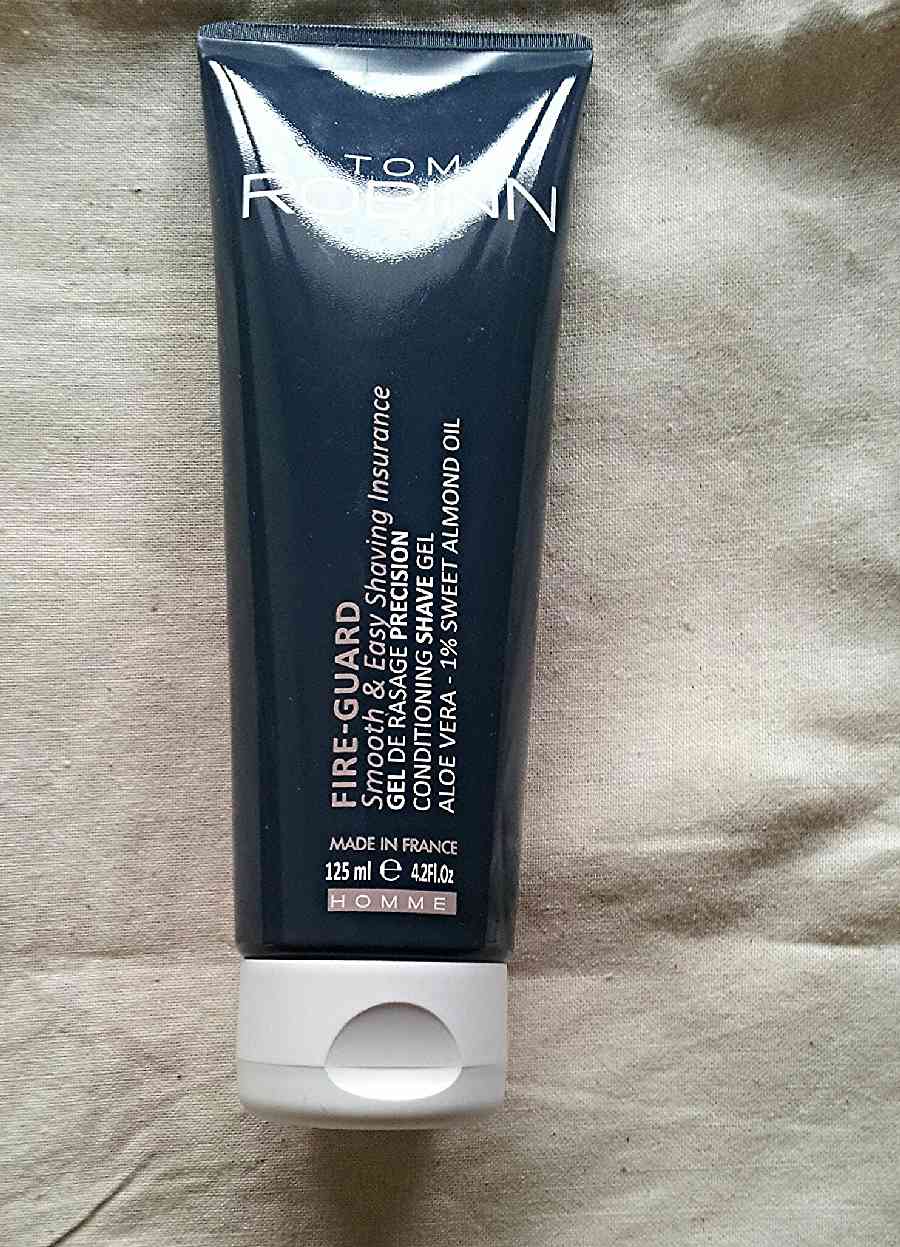 TOM
ROBINN
FIRE-GUARD
Smooth & Easy Shaving Insurance
GEL DE RASAGE PRECISION
CONDITIONING SHAVE GEL
ALOE VERA - 1% SWEET ALMOND OIL
MADE IN FRANCE
125 ml ℮ 4.2Fl.Oz
HOMME